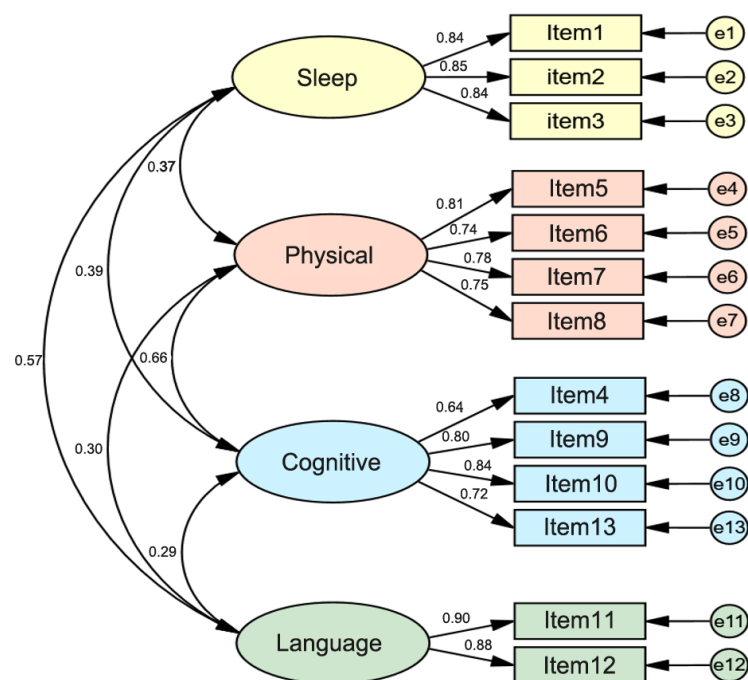 0.84 Item1 e1
Sleep 0.85 item2 e2
0.84 item3 e3
0.37
0.81 Item5 e4
0.74 Item6 e5
Physical 0.78 Item7 e6
0.75 Item8 e7
0.39
0.57 0.66
0.64 Item4 e8
0.30 0.80 Item9 e9
Cognitive 0.84 Item10 e10
0.72 Item13 e13
0.29
0.90 Item11 e11
Language 0.88 Item12 e12